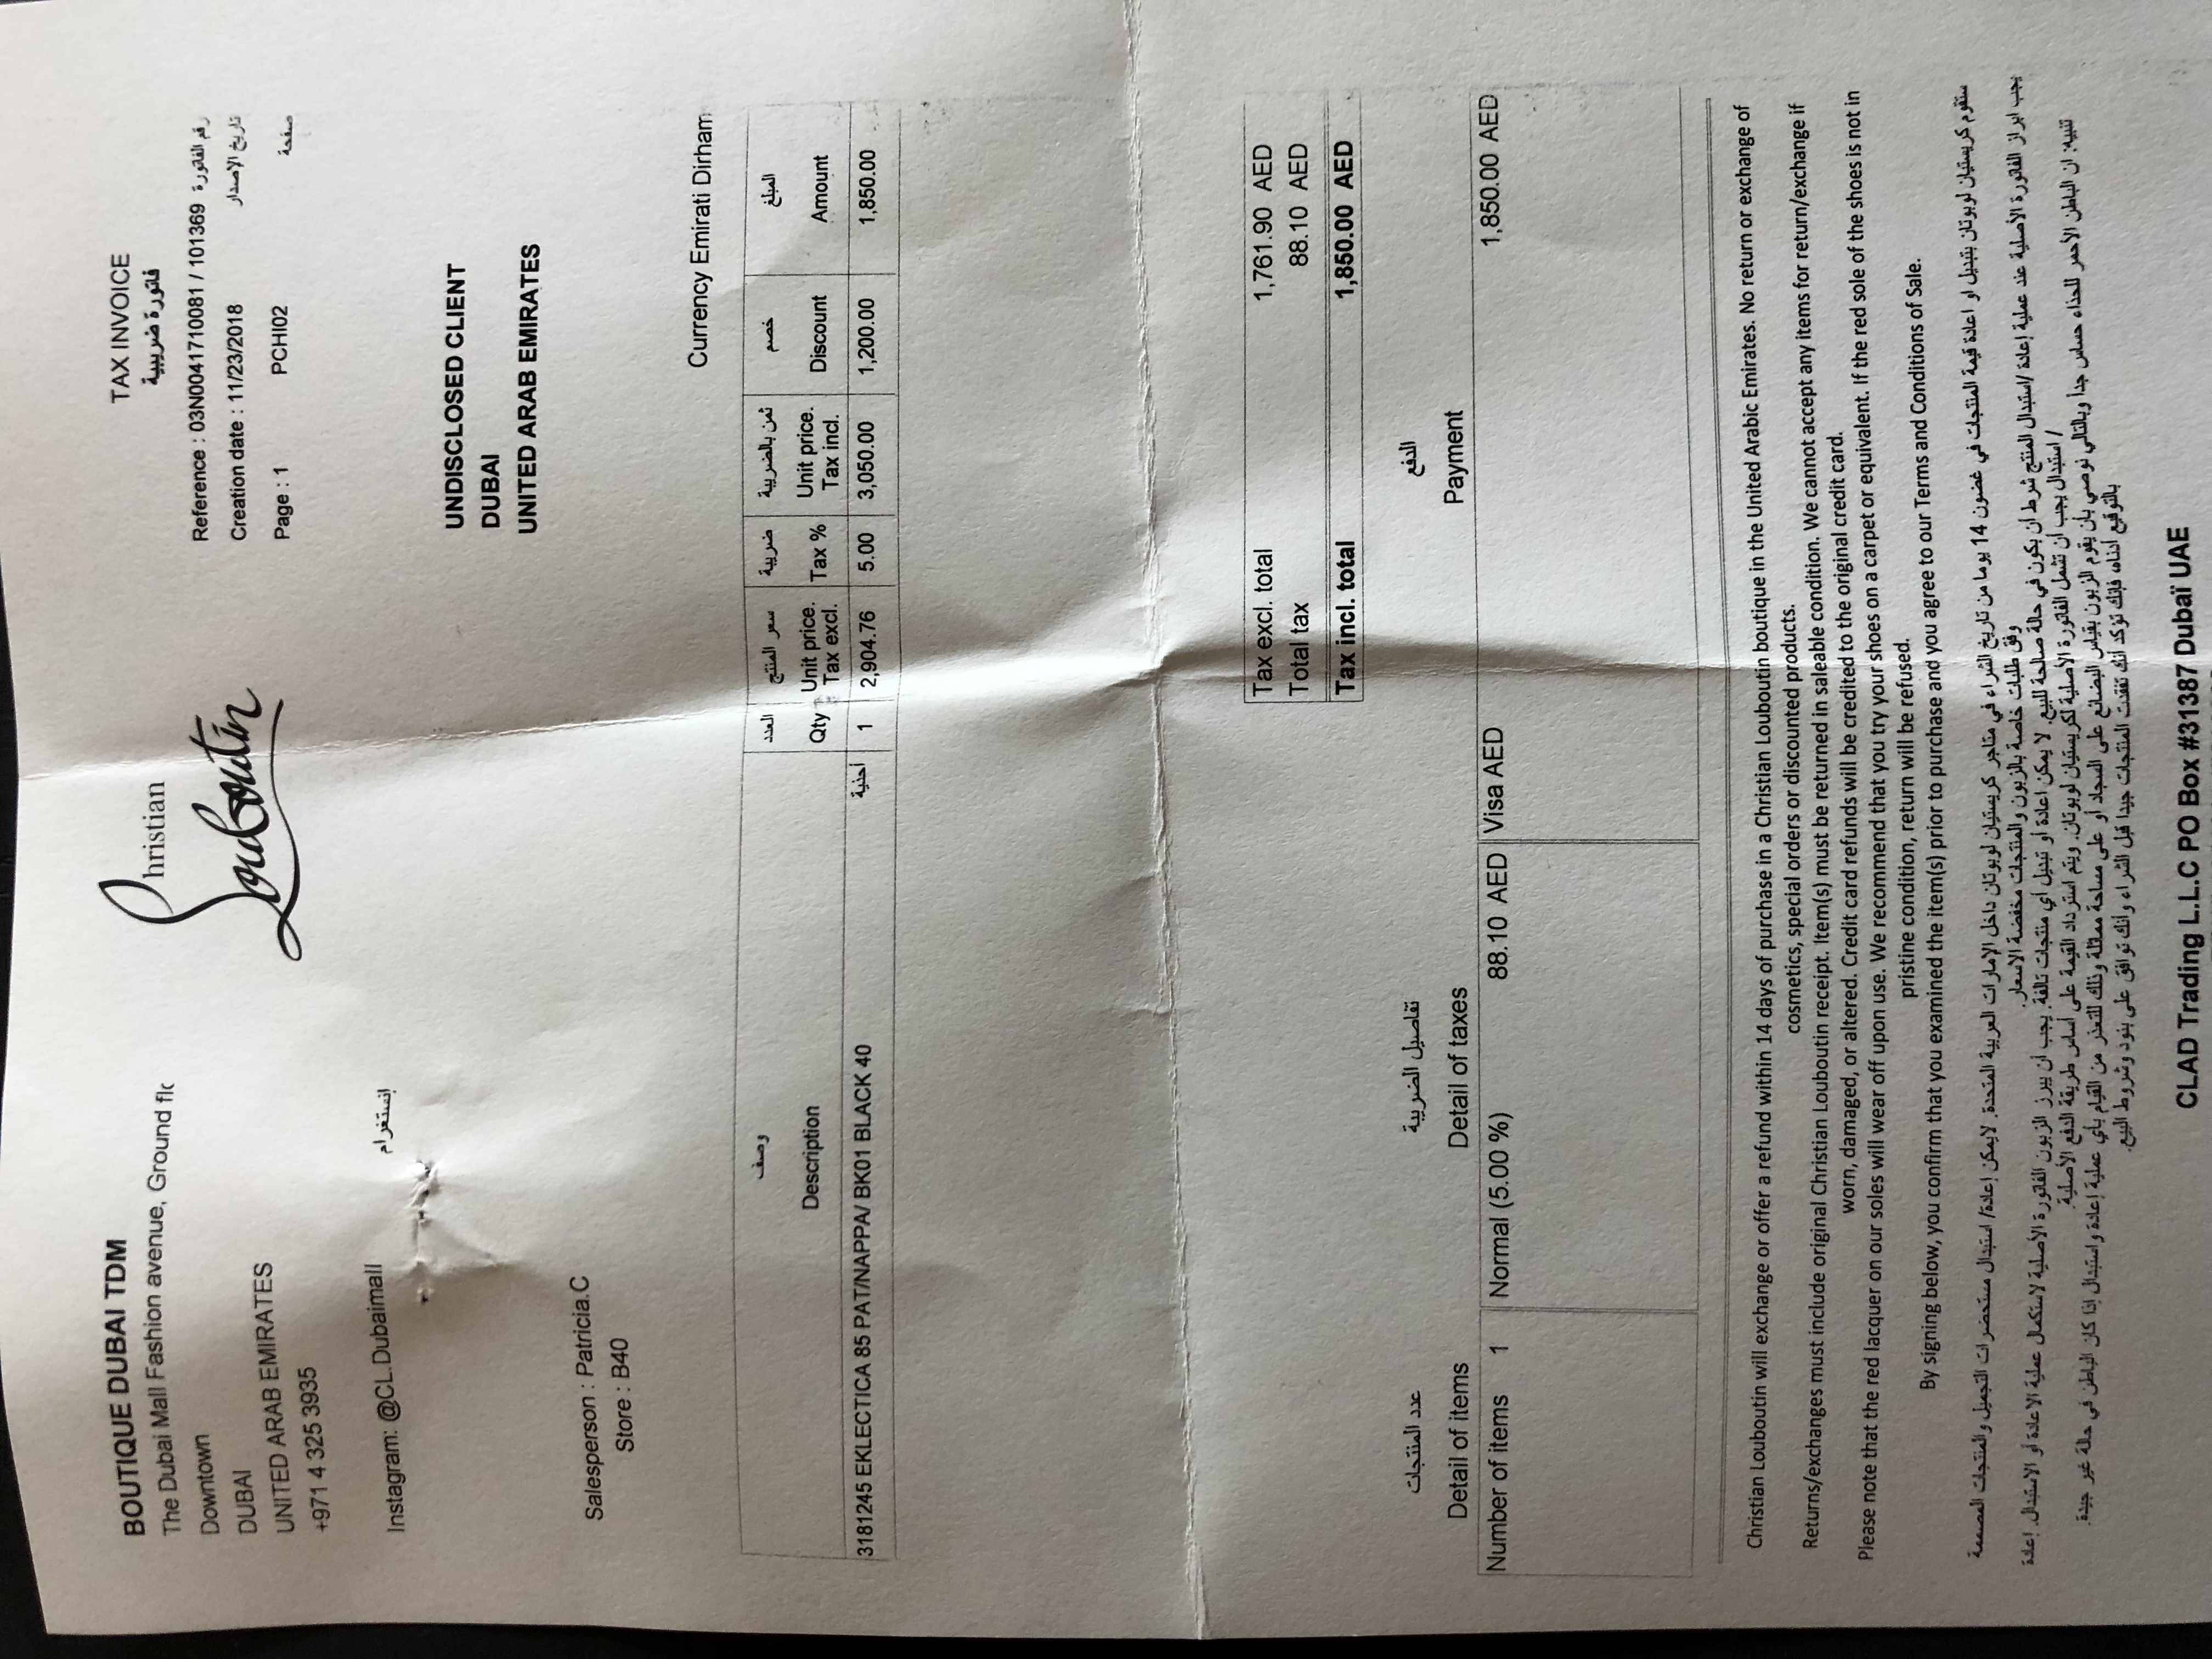 BOUTIQUE DUBAI TDM
The Dubai Mall Fashion avenue, Ground flo
Downtown
DUBAI
UNITED ARAB EMIRATES
+971 4 325 3935
Instagram: @CL.Dubaimall إنستغرام
Christian
Louboutin
TAX INVOICE
فاتورة ضريبية
Reference : 03N0041710081 / 101369 رقم الفاتورة
Creation date : 11/23/2018 تاريخ الإصدار
Page : 1 PCHI02 صفحة
UNDISCLOSED CLIENT
DUBAI
UNITED ARAB EMIRATES
Salesperson : Patricia.C
Store : B40
Currency Emirati Dirham
وصف العدد سعر المنتج ضريبة ثمن بالضريبة خصم المبلغ
Description Qty Unit price. Tax excl. Tax % Unit price. Tax incl. Discount Amount
3181245 EKLECTICA 85 PAT/NAPPA/ BK01 BLACK 40 أحذية 1 2,904.76 5.00 3,050.00 1,200.00 1,850.00
Tax excl. total 1,761.90 AED
Total tax 88.10 AED
Tax incl. total 1,850.00 AED
عدد المنتجات تفاصيل الضريبة الدفع
Detail of items Detail of taxes Payment
Number of items 1 Normal (5.00 %) 88.10 AED Visa AED 1,850.00 AED
Christian Louboutin will exchange or offer a refund within 14 days of purchase in a Christian Louboutin boutique in the United Arabic Emirates. No return or exchange of
cosmetics, special orders or discounted products.
Returns/exchanges must include original Christian Louboutin receipt. Item(s) must be returned in saleable condition. We cannot accept any items for return/exchange if
worn, damaged, or altered. Credit card refunds will be credited to the original credit card.
Please note that the red lacquer on our soles will wear off upon use. We recommend that you try your shoes on a carpet or equivalent. If the red sole of the shoes is not in
pristine condition, return will be refused.
By signing below, you confirm that you examined the item(s) prior to purchase and you agree to our Terms and Conditions of Sale.
ستقوم كريستيان لوبوتان بتبديل او اعادة قيمة المنتجات في غضون 14 يوما من تاريخ الشراء في متاجر كريستيان لوبوتان داخل الإمارات العربية المتحدة. لايمكن إعادة/ استبدال مستحضرات التجميل والمنتجات المصممة
وفق طلبات خاصة بالزبون والمنتجات مخفضة الاسعار.
يجب ابراز الفاتورة الأصلية عند عملية إعادة /استبدال المنتج شرط أن يكون في حالة صالحة للبيع. لا يمكن اعادة أو تبديل أي منتجات تالفة. يجب أن يبرز الزبون الفاتورة الأصلية لاستكمال عملية الاعادة أو الاستبدال. إعادة
/ استبدال يجب أن تشمل الفاتورة الأصلية لكريستيان لوبوتان. ويتم استرداد القيمة على أساس طريقة الدفع الأصلية.
تنبيه: ان الباطن الأحمر للحذاء حساس جدأ وبالتالي نوصي بأن يقوم الزبون بقياس البضائع على السجاد أو على مساحة مماثلة وذلك للتعذر من القيام بأي عملية إعادة واستبدال إذا كان الباطن في حالة غير جيدة.
بالتوقيع أدناه، فإنك تؤكد أنك تفقدت المنتجات جيدا قبل الشراء وأنك توافق على بنود وشروط البيع.
CLAD Trading L.L.C PO Box #31387 Dubaï UAE